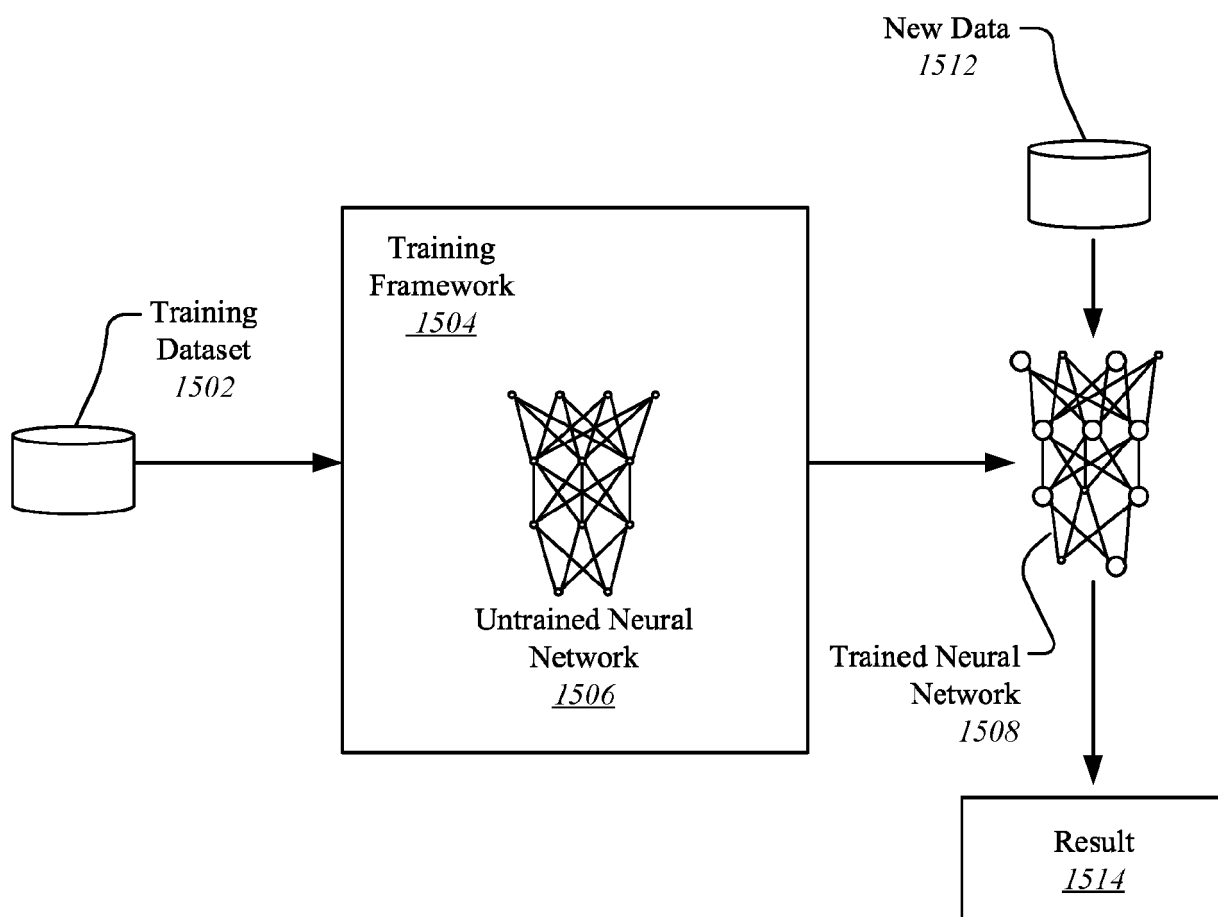 New Data
1512
Training
Framework
1504
Training
Dataset
1502
Untrained Neural
Network
1506
Trained Neural
Network
1508
Result
1514